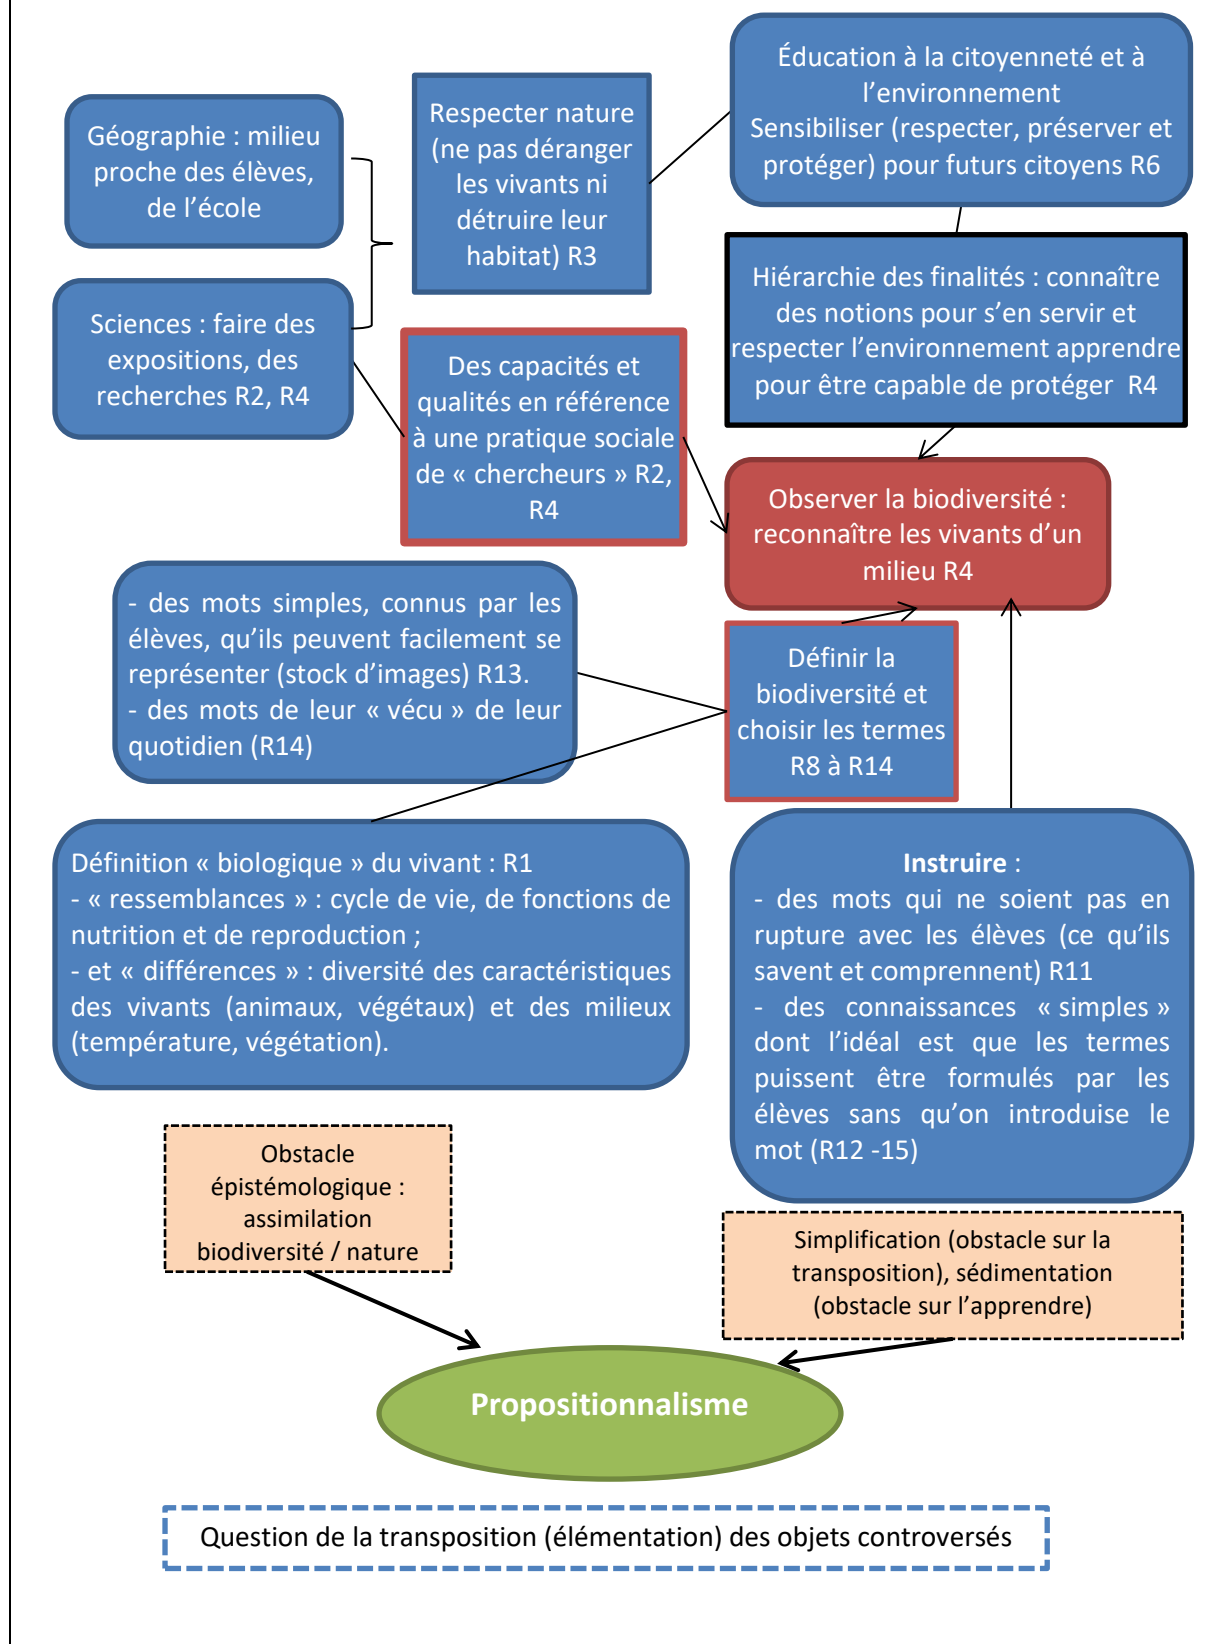 Éducation à la citoyenneté et à
l’environnement
Sensibiliser (respecter, préserver et
protéger) pour futurs citoyens R6
Géographie : milieu
proche des élèves,
de l’école
Respecter nature
(ne pas déranger
les vivants ni
détruire leur
habitat) R3
Hiérarchie des finalités : connaître
des notions pour s’en servir et
respecter l’environnement apprendre
pour être capable de protéger R4
Sciences : faire des
expositions, des
recherches R2, R4
Des capacités et
qualités en référence
à une pratique sociale
de « chercheurs » R2,
R4
Observer la biodiversité :
reconnaître les vivants d’un
milieu R4
- des mots simples, connus par les
élèves, qu’ils peuvent facilement se
représenter (stock d’images) R13.
- des mots de leur « vécu » de leur
quotidien (R14)
Définir la
biodiversité et
choisir les termes
R8 à R14
Définition « biologique » du vivant : R1
- « ressemblances » : cycle de vie, de fonctions de
nutrition et de reproduction ;
- et « différences » : diversité des caractéristiques
des vivants (animaux, végétaux) et des milieux
(température, végétation).
Instruire :
- des mots qui ne soient pas en
rupture avec les élèves (ce qu’ils
savent et comprennent) R11
- des connaissances « simples »
dont l’idéal est que les termes
puissent être formulés par les
élèves sans qu’on introduise le
mot (R12 -15)
Obstacle
épistémologique :
assimilation
biodiversité / nature
Simplification (obstacle sur la
transposition), sédimentation
(obstacle sur l’apprendre)
Propositionnalisme
Question de la transposition (élémentation) des objets controversés